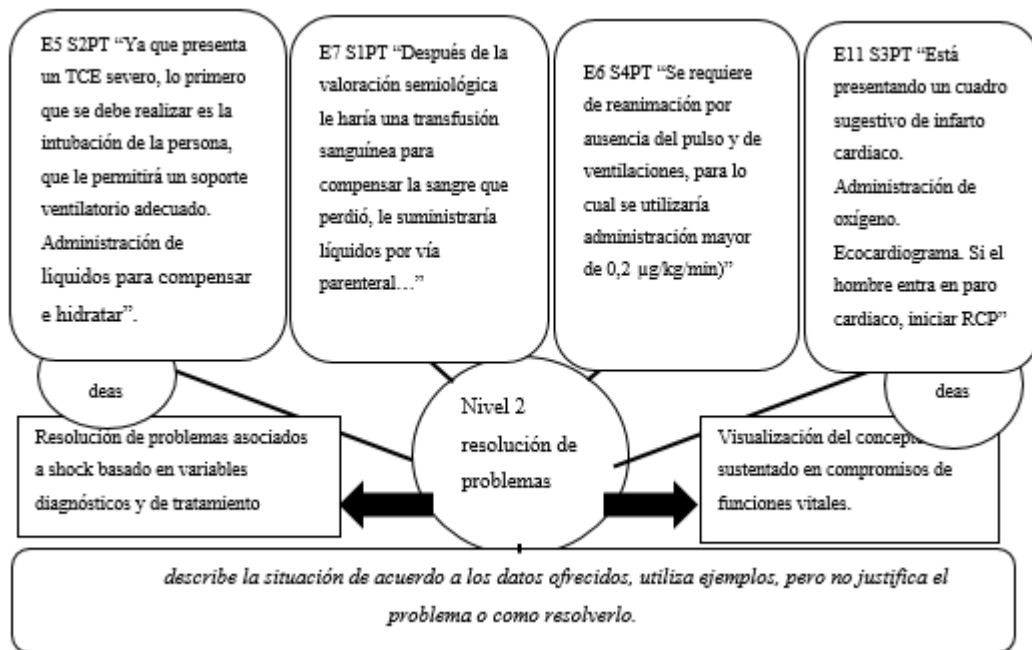 E5 S2PT “Ya que presenta
un TCE severo, lo primero
que se debe realizar es la
intubación de la persona,
que le permitirá un soporte
ventilatorio adecuado.
Administración de
líquidos para compensar
e hidratar”.
E7 S1PT “Después de la
valoración semiológica
le haría una transfusión
sanguínea para
compensar la sangre que
perdió, le suministraría
líquidos por vía
parenteral…”
E6 S4PT “Se requiere
de reanimación por
ausencia del pulso y de
ventilaciones, para lo
cual se utilizaría
administración mayor
de 0,2 µg/kg/min)”
E11 S3PT “Está
presentando un cuadro
sugestivo de infarto
cardiaco.
Administración de
oxígeno.
Ecocardiograma. Si el
hombre entra en paro
cardiaco, iniciar RCP”
deas
deas
Resolución de problemas asociados
a shock basado en variables
diagnósticos y de tratamiento
Nivel 2
resolución de
problemas
Visualización del concepto
sustentado en compromisos de
funciones vitales.
describe la situación de acuerdo a los datos ofrecidos, utiliza ejemplos, pero no justifica el
problema o como resolverlo.